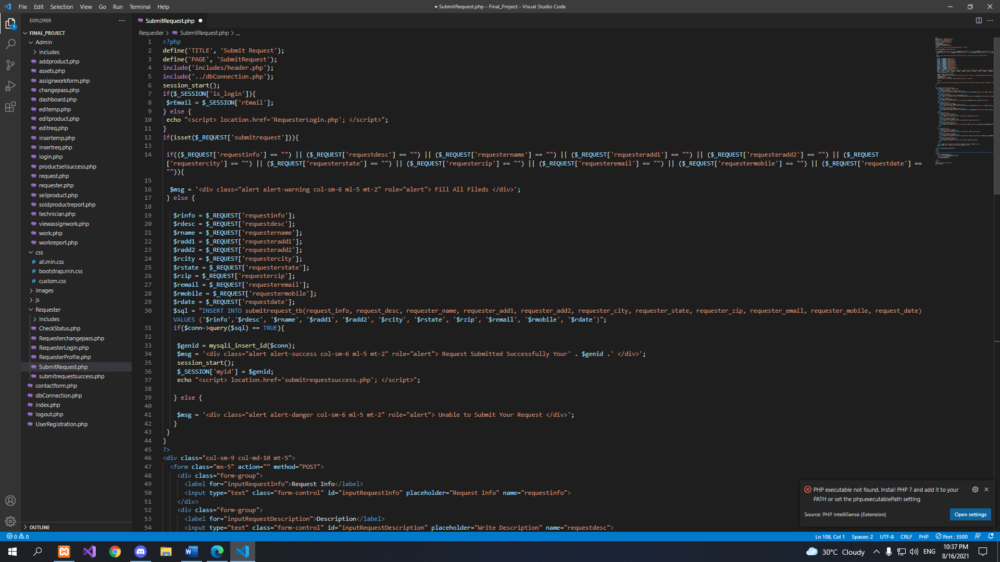 File Edit Selection View Go Run Terminal Help
● SubmitRequest.php - Final_Project - Visual Studio Code
EXPLORER
FINAL_PROJECT
Admin
includes
addproduct.php
assets.php
assignworkform.php
changepass.php
dashboard.php
editemp.php
editproduct.php
editreq.php
insertemp.php
insertreq.php
login.php
productsellsuccess.php
request.php
requester.php
sellproduct.php
soldproductreport.php
technician.php
viewassignwork.php
work.php
workreport.php
css
all.min.css
bootstrap.min.css
custom.css
images
js
Requester
includes
CheckStatus.php
Requesterchangepass.php
RequesterLogin.php
RequesterProfile.php
SubmitRequest.php
submitrequestsuccess.php
contactform.php
dbConnection.php
index.php
logout.php
UserRegistration.php
OUTLINE
SubmitRequest.php ●
Requester > SubmitRequest.php > ...
1 <?php
2 define('TITLE', 'Submit Request');
3 define('PAGE', 'SubmitRequest');
4 include('includes/header.php');
5 include('../dbConnection.php');
6 session_start();
7 if($_SESSION['is_login']){
8 $rEmail = $_SESSION['rEmail'];
9 } else {
10 echo "<script> location.href='RequesterLogin.php'; </script>";
11 }
12 if(isset($_REQUEST['submitrequest'])){
13
14 if(($_REQUEST['requestinfo'] == "") || ($_REQUEST['requestdesc'] == "") || ($_REQUEST['requestername'] == "") || ($_REQUEST['requesteradd1'] == "") || ($_REQUEST['requesteradd2'] == "") || ($_REQUEST
['requestercity'] == "") || ($_REQUEST['requesterstate'] == "") || ($_REQUEST['requesterzip'] == "") || ($_REQUEST['requesteremail'] == "") || ($_REQUEST['requestermobile'] == "") || ($_REQUEST['requestdate'] ==
"")){
15
16 $msg = '<div class="alert alert-warning col-sm-6 ml-5 mt-2" role="alert"> Fill All Fileds </div>';
17 } else {
18
19 $rinfo = $_REQUEST['requestinfo'];
20 $rdesc = $_REQUEST['requestdesc'];
21 $rname = $_REQUEST['requestername'];
22 $radd1 = $_REQUEST['requesteradd1'];
23 $radd2 = $_REQUEST['requesteradd2'];
24 $rcity = $_REQUEST['requestercity'];
25 $rstate = $_REQUEST['requesterstate'];
26 $rzip = $_REQUEST['requesterzip'];
27 $remail = $_REQUEST['requesteremail'];
28 $rmobile = $_REQUEST['requestermobile'];
29 $rdate = $_REQUEST['requestdate'];
30 $sql = "INSERT INTO submitrequest_tb(request_info, request_desc, requester_name, requester_add1, requester_add2, requester_city, requester_state, requester_zip, requester_email, requester_mobile, request_date)
VALUES ('$rinfo','$rdesc', '$rname', '$radd1', '$radd2', '$rcity', '$rstate', '$rzip', '$remail', '$rmobile', '$rdate')";
31 if($conn->query($sql) == TRUE){
32
33 $genid = mysqli_insert_id($conn);
34 $msg = '<div class="alert alert-success col-sm-6 ml-5 mt-2" role="alert"> Request Submitted Successfully Your' . $genid .' </div>';
35 session_start();
36 $_SESSION['myid'] = $genid;
37 echo "<script> location.href='submitrequestsuccess.php'; </script>";
38
39 } else {
40
41 $msg = '<div class="alert alert-danger col-sm-6 ml-5 mt-2" role="alert"> Unable to Submit Your Request </div>';
42 }
43 }
44 }
45 ?>
46 <div class="col-sm-9 col-md-10 mt-5">
47 <form class="mx-5" action="" method="POST">
48 <div class="form-group">
49 <label for="inputRequestInfo">Request Info</label>
50 <input type="text" class="form-control" id="inputRequestInfo" placeholder="Request Info" name="requestinfo">
51 </div>
52 <div class="form-group">
53 <label for="inputRequestDescription">Description</label>
54 <input type="text" class="form-control" id="inputRequestDescription" placeholder="Write Description" name="requestdesc">
PHP executable not found. Install PHP 7 and add it to your
PATH or set the php.executablePath setting
Source: PHP IntelliSense (Extension)
Open settings
0 0
Ln 108, Col 1 Spaces: 2 UTF-8 CRLF PHP Port : 5500
30°C Cloudy ENG
10:37 PM
8/16/2021